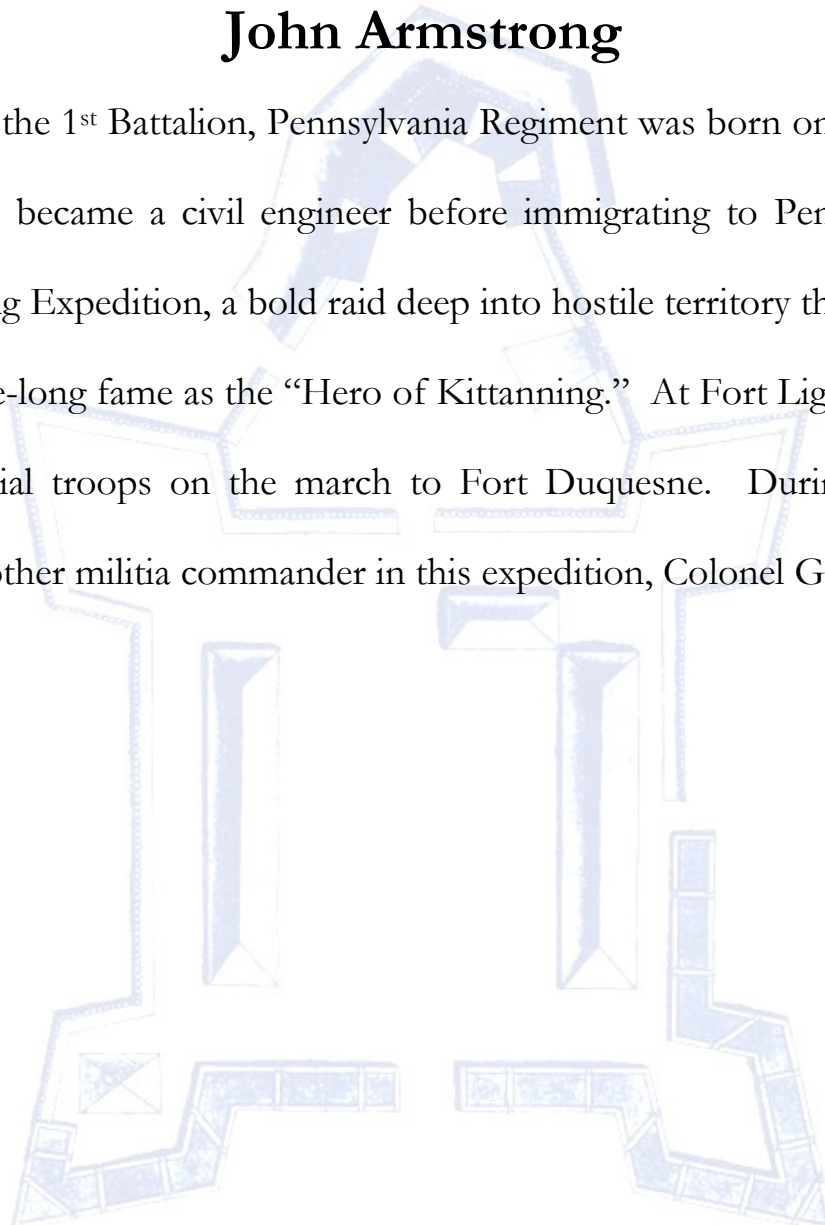 John Armstrong
the 1st Battalion, Pennsylvania Regiment was born on
became a civil engineer before immigrating to Pen
g Expedition, a bold raid deep into hostile territory th
e-long fame as the “Hero of Kittanning.” At Fort Lig
ial troops on the march to Fort Duquesne. Durin
other militia commander in this expedition, Colonel G